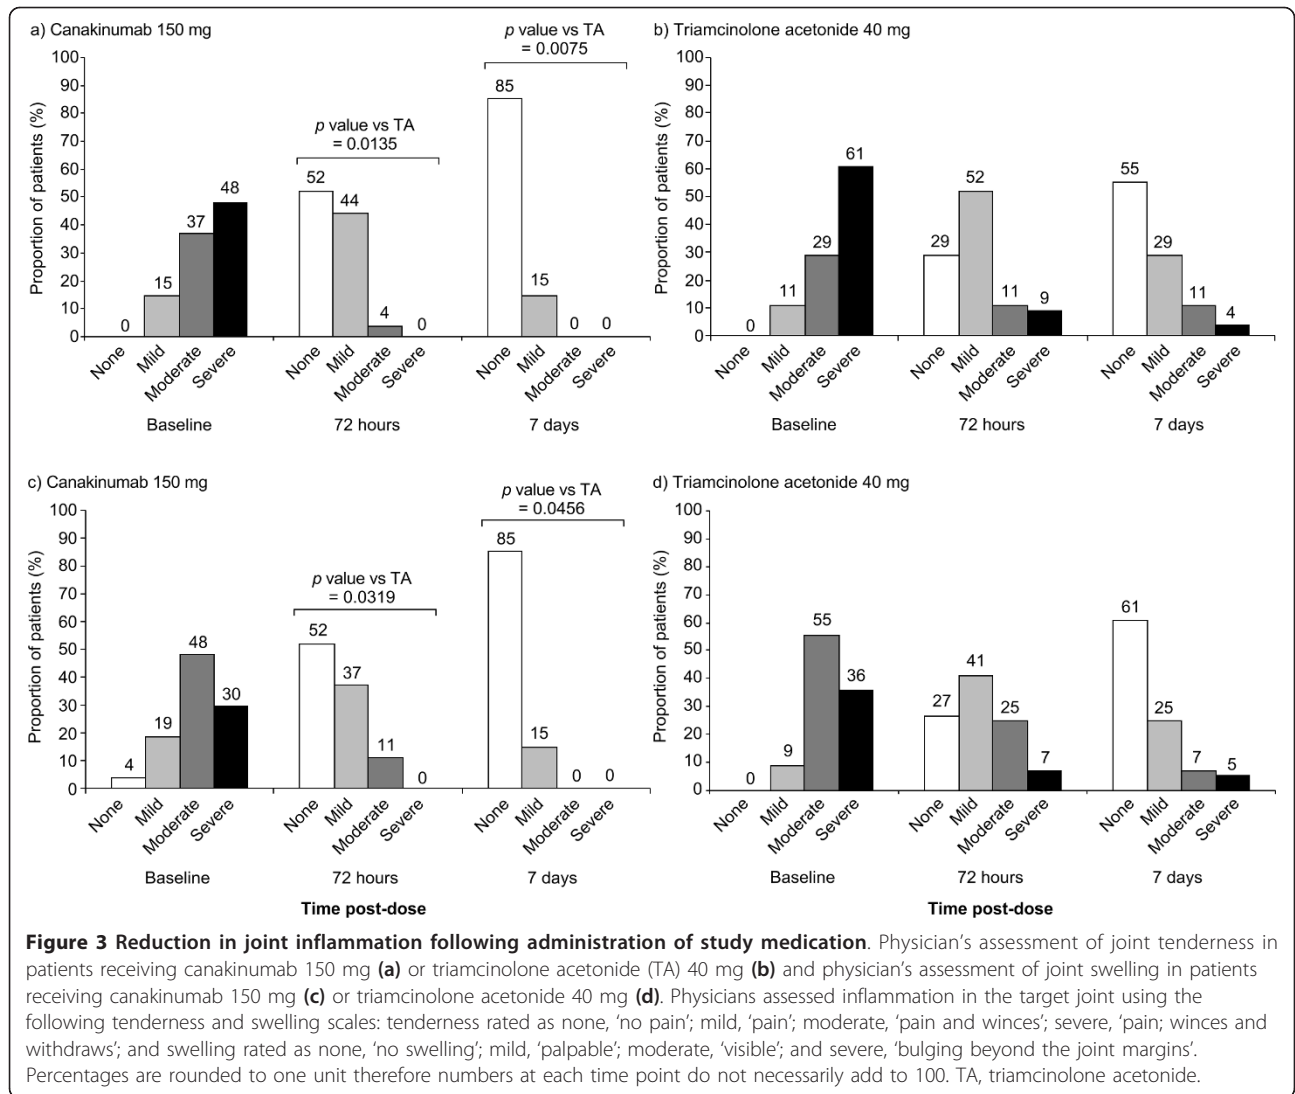 a) Canakinumab 150 mg
p value vs TA
= 0.0075
p value vs TA
= 0.0135
Proportion of patients (%)
100
90
80
70
60
50
40
30
20
10
0
0
15
37
48
52
44
4
0
85
15
0
0
None
Mild
Moderate
Severe
None
Mild
Moderate
Severe
None
Mild
Moderate
Severe
Baseline
72 hours
7 days
b) Triamcinolone acetonide 40 mg
Proportion of patients (%)
100
90
80
70
60
50
40
30
20
10
0
0
11
29
61
29
52
11
9
55
29
11
4
None
Mild
Moderate
Severe
None
Mild
Moderate
Severe
None
Mild
Moderate
Severe
Baseline
72 hours
7 days
c) Canakinumab 150 mg
p value vs TA
= 0.0456
p value vs TA
= 0.0319
Proportion of patients (%)
100
90
80
70
60
50
40
30
20
10
0
4
19
48
30
52
37
11
0
85
15
0
0
None
Mild
Moderate
Severe
None
Mild
Moderate
Severe
None
Mild
Moderate
Severe
Baseline
72 hours
7 days
Time post-dose
d) Triamcinolone acetonide 40 mg
Proportion of patients (%)
100
90
80
70
60
50
40
30
20
10
0
0
9
55
36
27
41
25
7
61
25
7
5
None
Mild
Moderate
Severe
None
Mild
Moderate
Severe
None
Mild
Moderate
Severe
Baseline
72 hours
7 days
Time post-dose
Figure 3 Reduction in joint inflammation following administration of study medication. Physician's assessment of joint tenderness in
patients receiving canakinumab 150 mg (a) or triamcinolone acetonide (TA) 40 mg (b) and physician's assessment of joint swelling in patients
receiving canakinumab 150 mg (c) or triamcinolone acetonide 40 mg (d). Physicians assessed inflammation in the target joint using the
following tenderness and swelling scales: tenderness rated as none, 'no pain'; mild, 'pain'; moderate, 'pain and winces'; severe, 'pain; winces and
withdraws'; and swelling rated as none, 'no swelling'; mild, 'palpable'; moderate, 'visible'; and severe, 'bulging beyond the joint margins'.
Percentages are rounded to one unit therefore numbers at each time point do not necessarily add to 100. TA, triamcinolone acetonide.